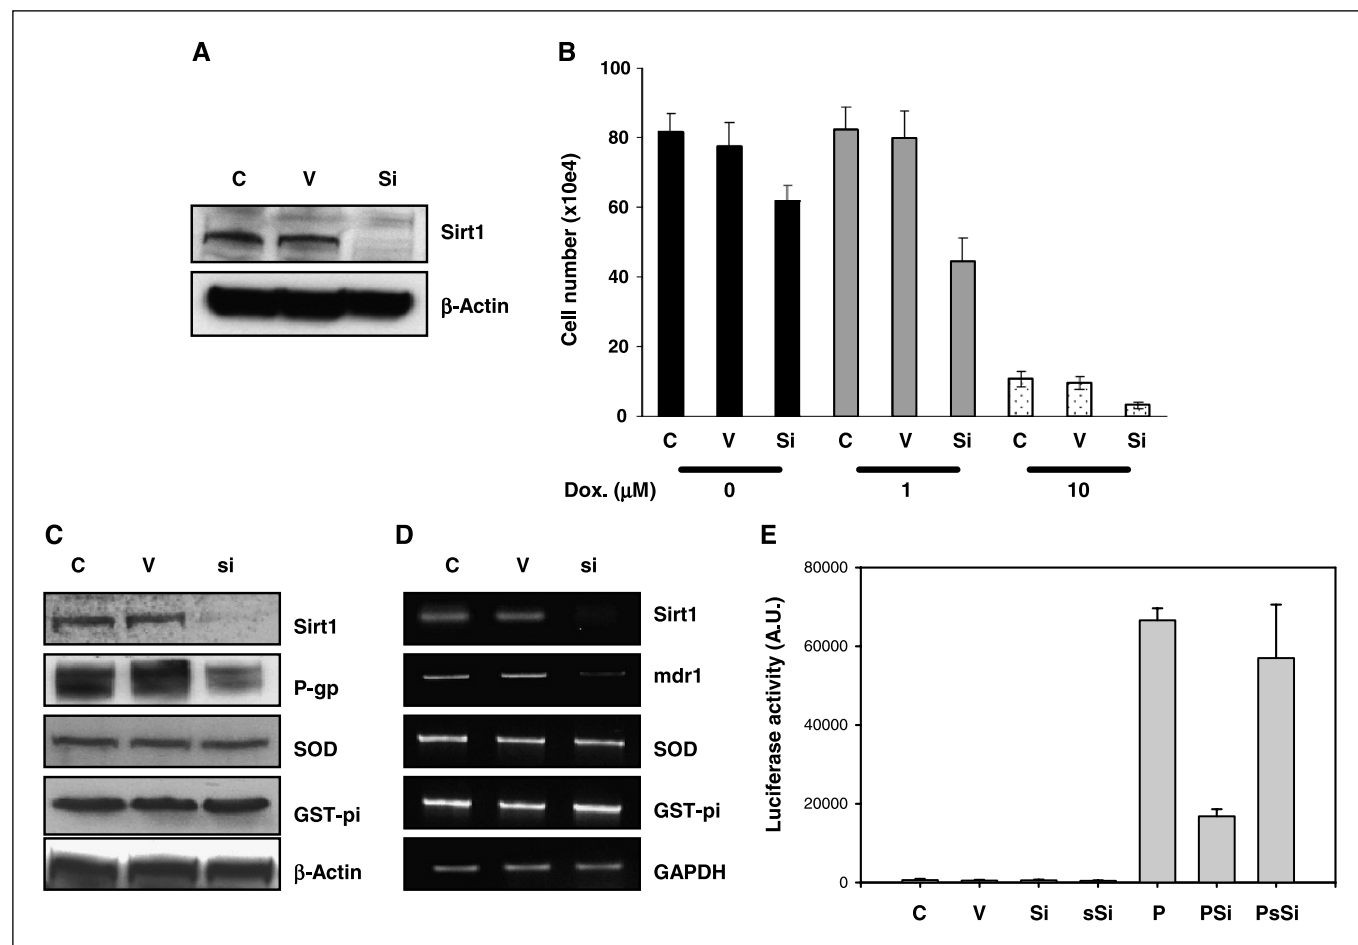 A
C V Si
Sirt1
β-Actin
B
Cell number (x10e4)
100
80
60
40
20
0
C V Si C V Si C V Si
Dox. (μM) 0 1 10
C
C V si
Sirt1
P-gp
SOD
GST-pi
β-Actin
D
C V si
Sirt1
mdr1
SOD
GST-pi
GAPDH
E
Luciferase activity (A.U.)
80000
60000
40000
20000
0
C V Si sSi P PSi PsSi